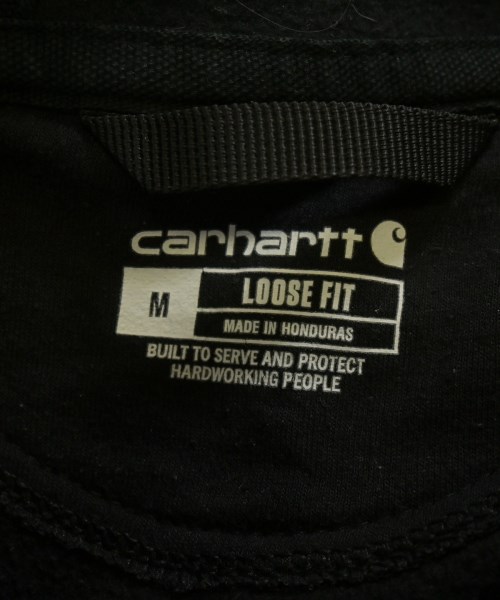 carhartt
M
LOOSE FIT
MADE IN HONDURAS
BUILT TO SERVE AND PROTECT
HARDWORKING PEOPLE